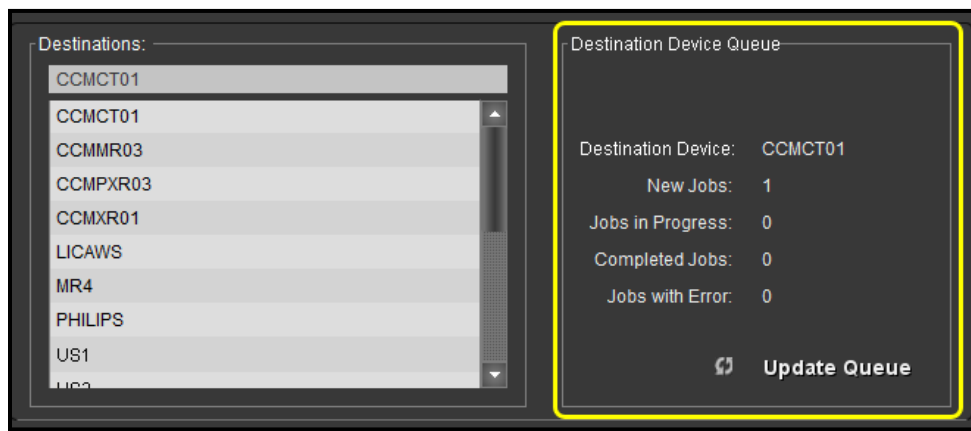 Destinations:
CCMCT01
CCMCT01
CCMMR03
CCMPXR03
CCMXR01
LICAWS
MR4
PHILIPS
US1
Destination Device Queue
Destination Device: CCMCT01
New Jobs: 1
Jobs in Progress: 0
Completed Jobs: 0
Jobs with Error: 0
Update Queue